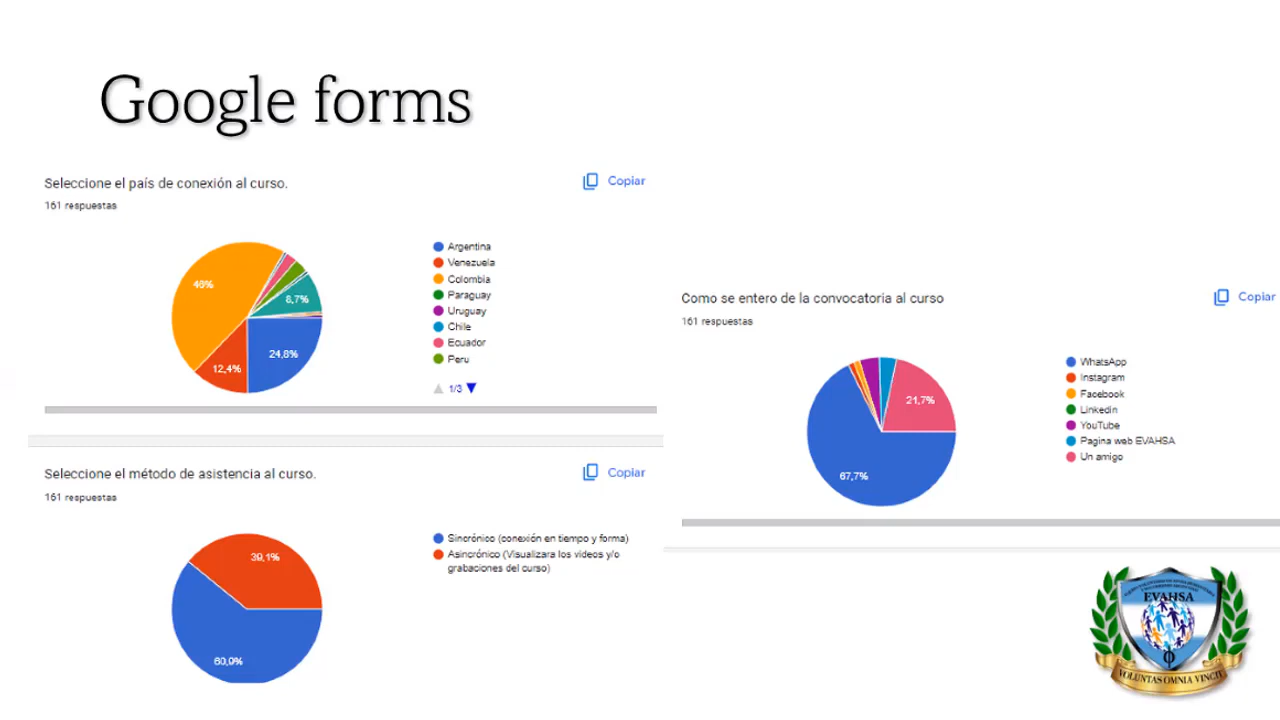 Google forms
Seleccione el país de conexión al curso.
Copiar
161 respuestas
46%
8,7%
24,8%
12,4%
Argentina
Venezuela
Colombia
Paraguay
Uruguay
Chile
Ecuador
Peru
1/3
Seleccione el método de asistencia al curso.
Copiar
161 respuestas
39,1%
60,9%
Sincrónico (conexión en tiempo y forma)
Asincrónico (Visualizara los videos y/o
grabaciones del curso)
Como se entero de la convocatoria al curso
Copiar
161 respuestas
21,7%
67,7%
WhatsApp
Instagram
Facebook
Linkedin
YouTube
Pagina web EVAHSA
Un amigo
EVAHSA
VOLUNTAS OMNIA VINCIT